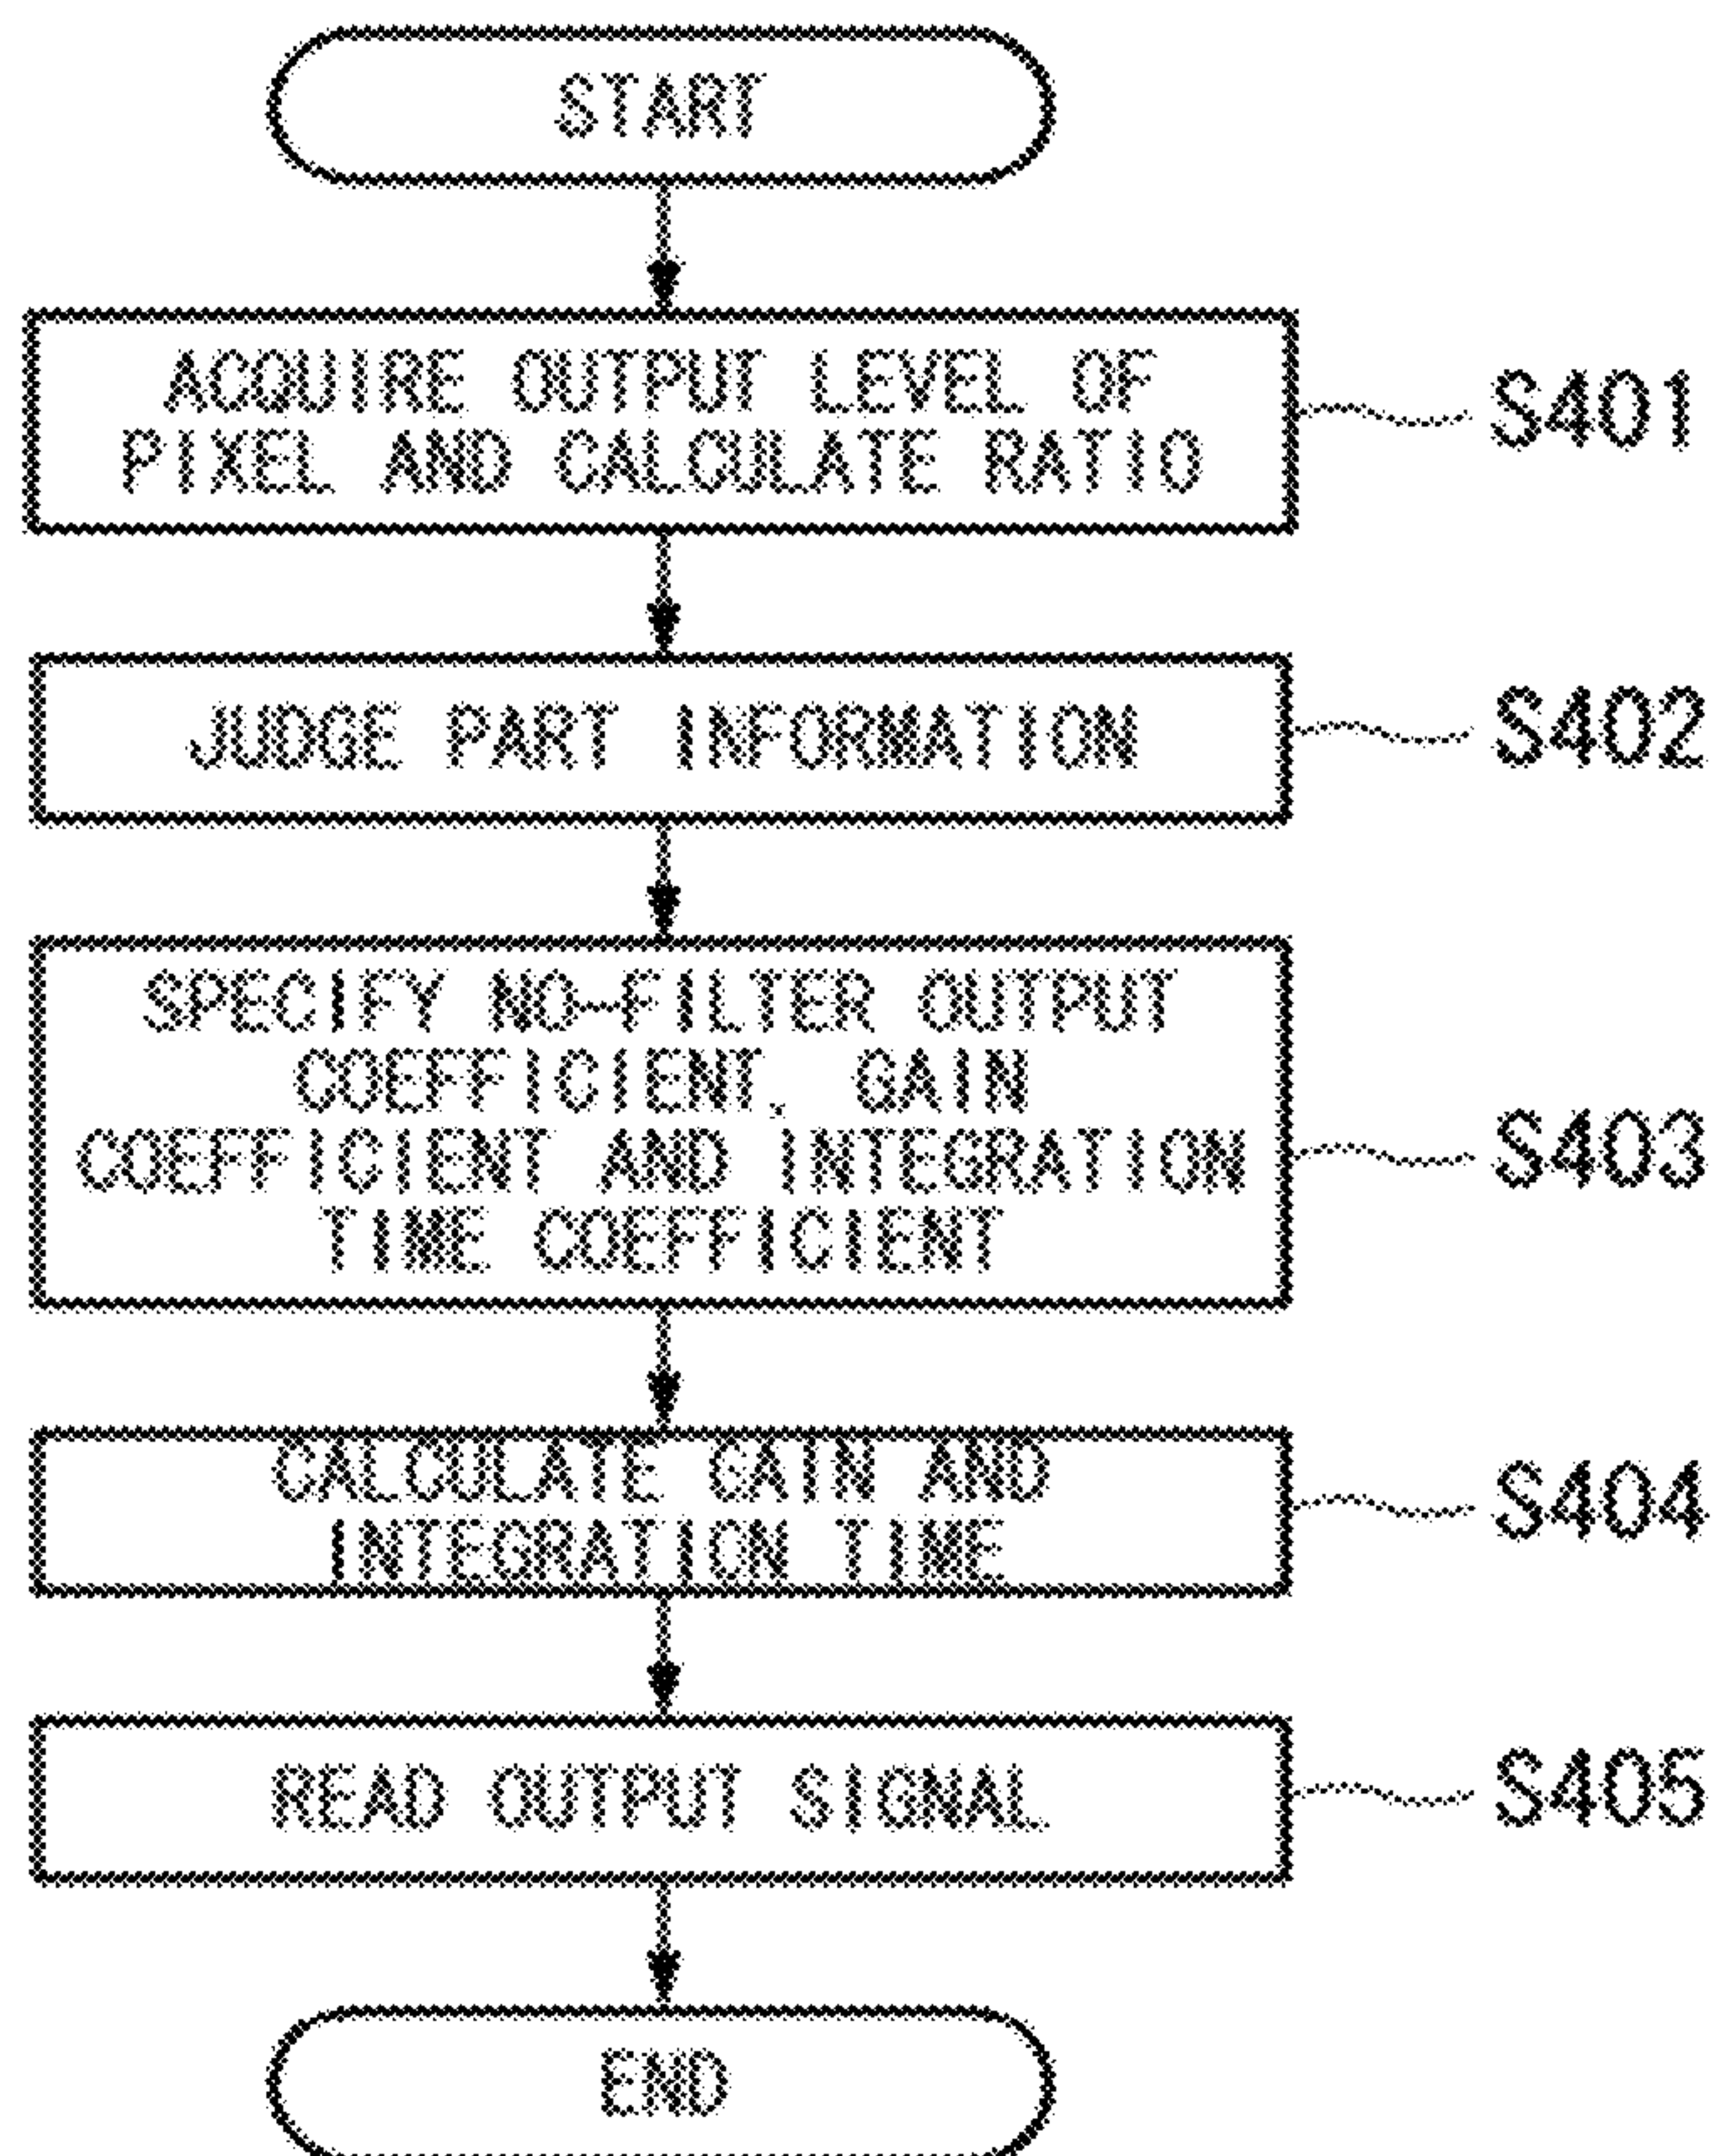 START
ACQUIRE OUTPUT LEVEL OF
PIXEL AND CALCULATE RATIO
S401
JUDGE PART INFORMATION
S402
SPECIFY NO-FILTER OUTPUT
COEFFICIENT, GAIN
COEFFICIENT AND INTEGRATION
TIME COEFFICIENT
S403
CALCULATE GAIN AND
INTEGRATION TIME
S404
READ OUTPUT SIGNAL
S405
END